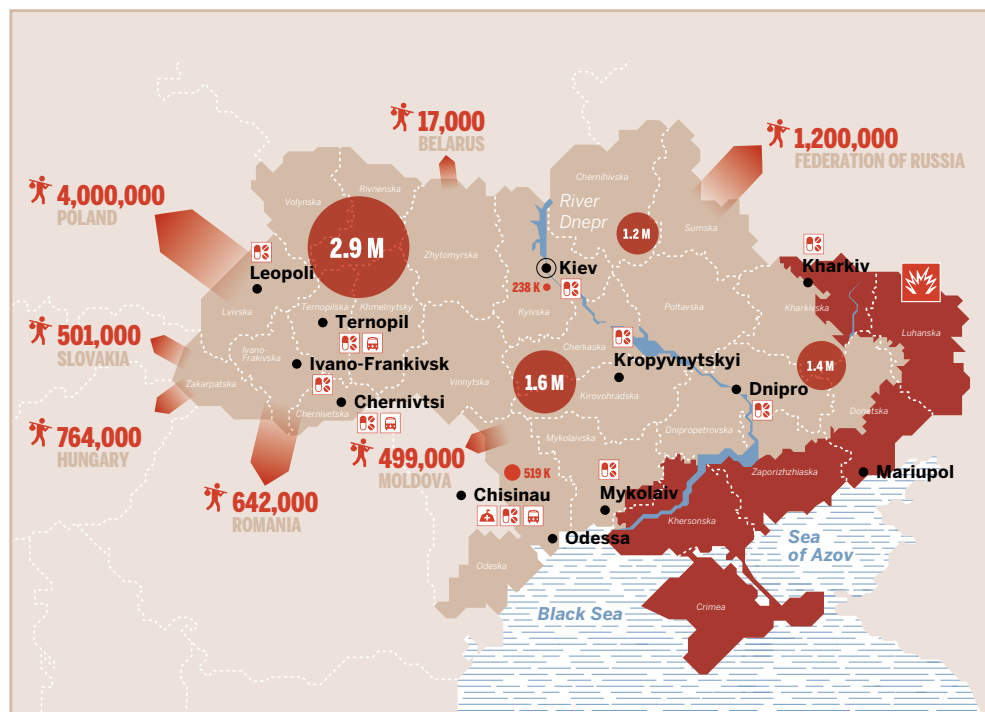 17,000
BELARUS
1,200,000
FEDERATION OF RUSSIA
4,000,000
POLAND
501,000
SLOVAKIA
764,000
HUNGARY
642,000
ROMANIA
499,000
MOLDOVA
Volynska
Rivnenska
Zhytomyrska
Chernihivska
Sumska
River
Dnepr
2.9 M
1.2 M
Leopoli
Kiev
238 K
Kharkiv
Lvivska
Ternopilska
Khmelnytsky
Kyivska
Poltavska
Kharkivska
Luhanska
Ternopil
Ivano-
Frakivska
Ivano-Frankivsk
Cherkaska
Kropyvnytskyi
1.4 M
Zakarpatska
Chernivtsi
Chernivetska
Vinnytska
1.6 M
Kirovohradska
Dnipro
Donetska
Mykolaivska
Dnipropetrovska
519 K
Chisinau
Mykolaiv
Zaporizhzhiaska
Mariupol
Khersonska
Odessa
Sea
of Azov
Odeska
Black Sea
Crimea